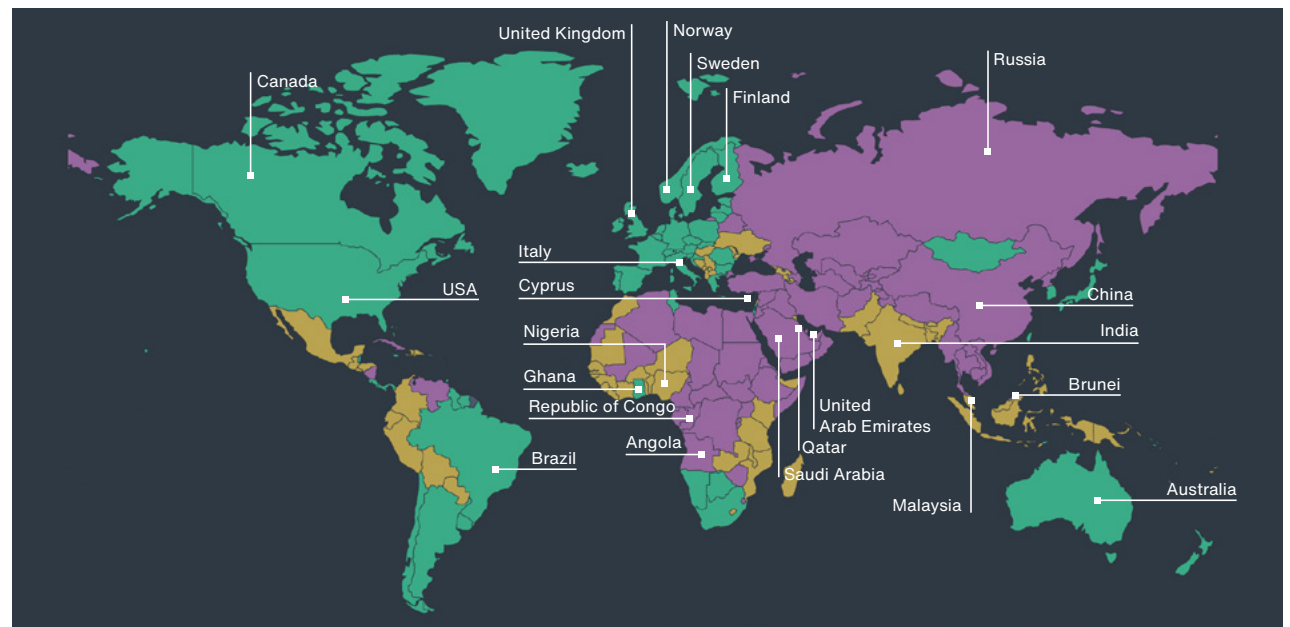 United Kingdom
Norway
Sweden
Finland
Russia
Canada
Italy
Cyprus
USA
Nigeria
Ghana
Republic of Congo
Angola
Brazil
China
India
Brunei
United
Arab Emirates
Qatar
Saudi Arabia
Malaysia
Australia